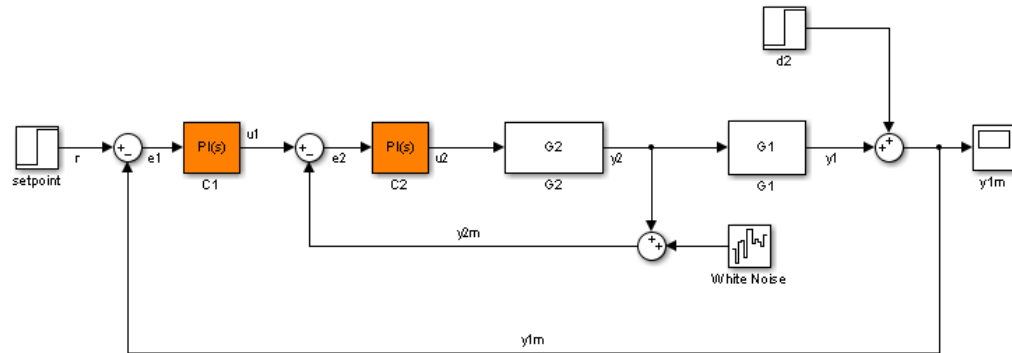 d2
setpoint
r
e1
PI(s)
C1
u1
e2
PI(s)
C2
u2
G2
G2
y2
G1
G1
y1
y1m
y2m
White Noise
y1m